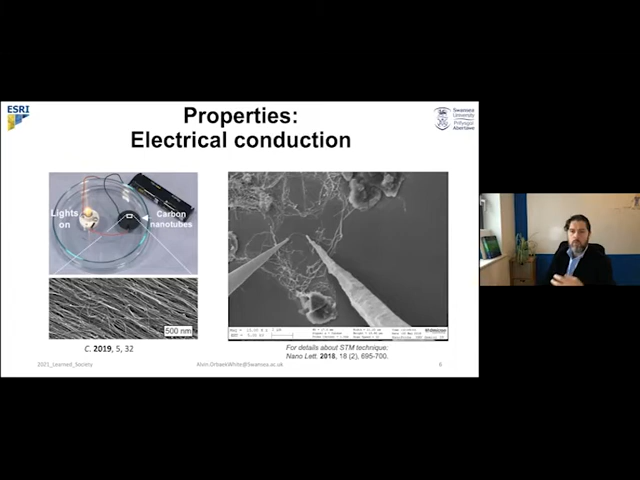 ESRI
Properties:
Electrical conduction
Swansea
University
Prifysgol
Abertawe
Lights
on
Carbon
nanotubes
500 nm
C. 2019, 5, 32
For details about STM technique:
Nano Lett. 2018, 18 (2), 695-700.
2021_Learned_Society
Alvin.OrbaekWhite@Swansea.ac.uk
6